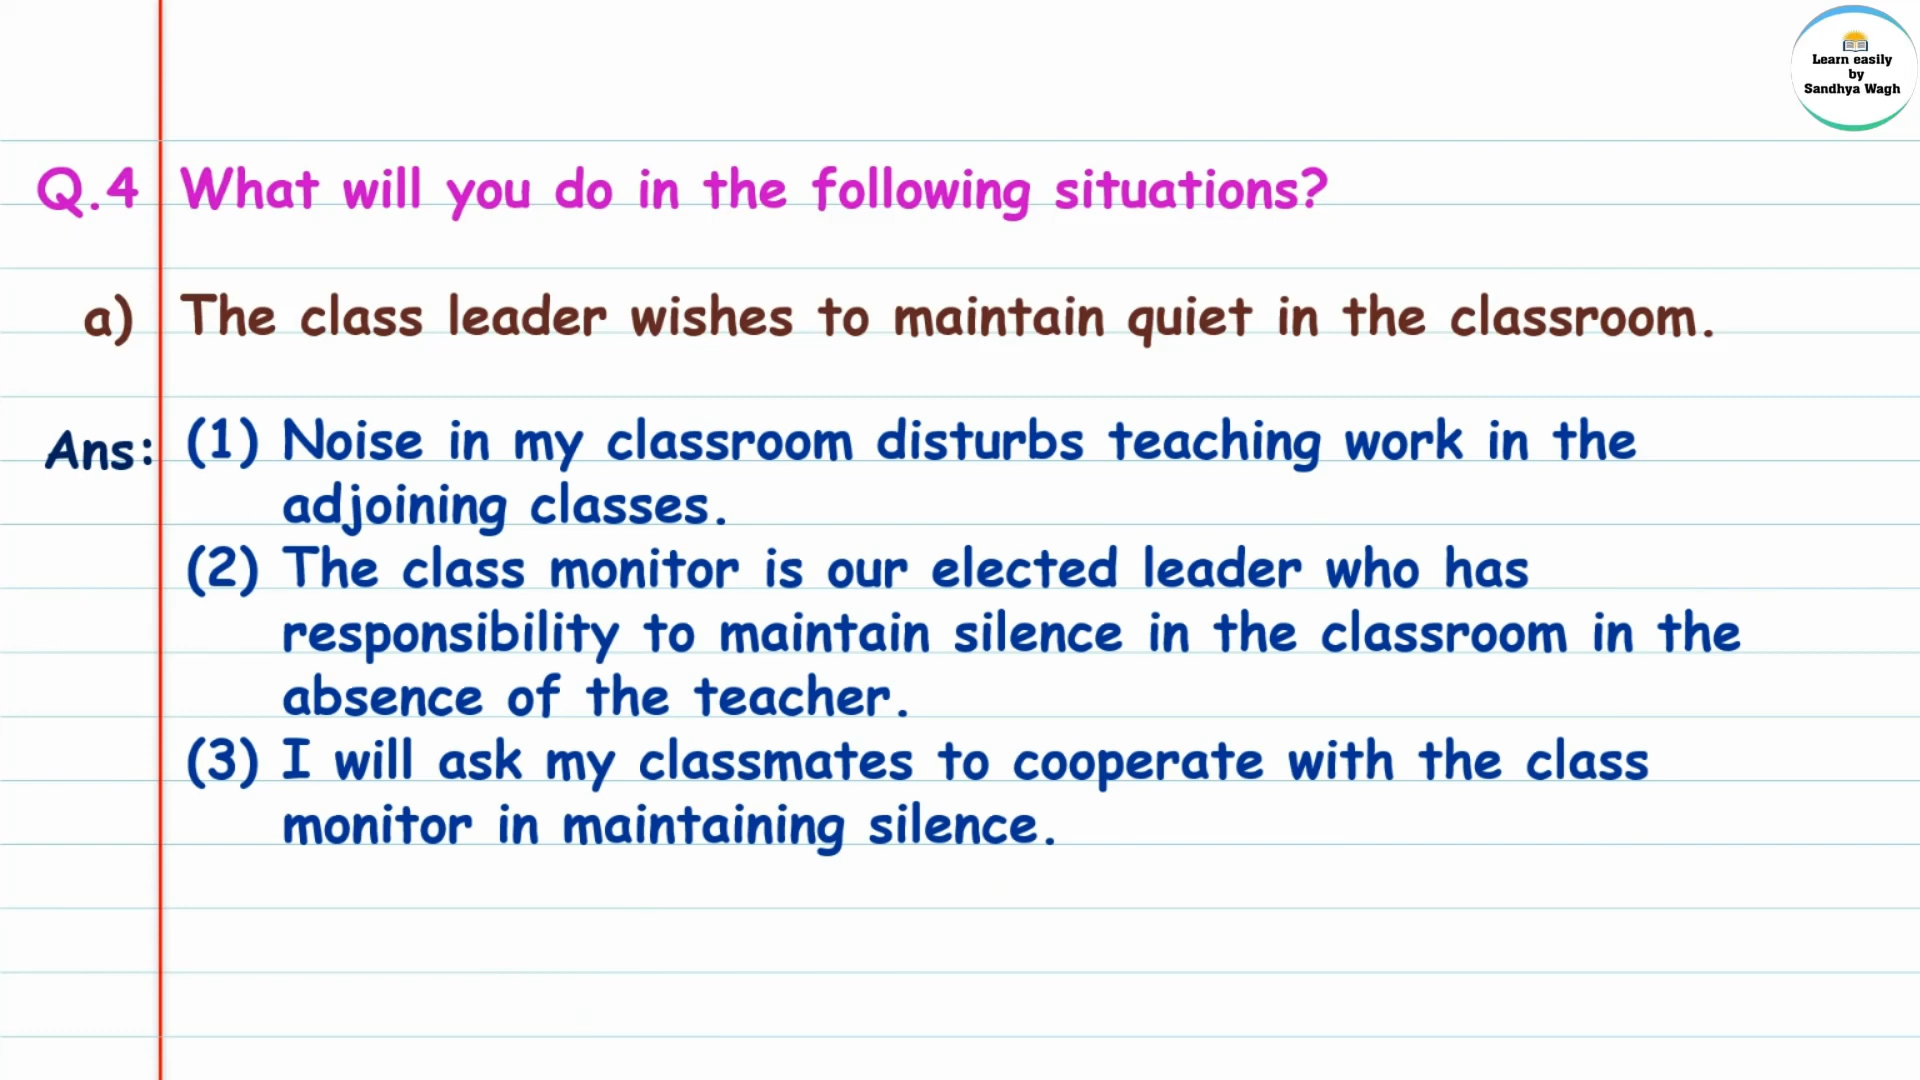 Learn easily
by
Sandhya Wagh
Q.4 What will you do in the following situations?
a) The class leader wishes to maintain quiet in the classroom.
Ans: (1) Noise in my classroom disturbs teaching work in the
adjoining classes.
(2) The class monitor is our elected leader who has
responsibility to maintain silence in the classroom in the
absence of the teacher.
(3) I will ask my classmates to cooperate with the class
monitor in maintaining silence.